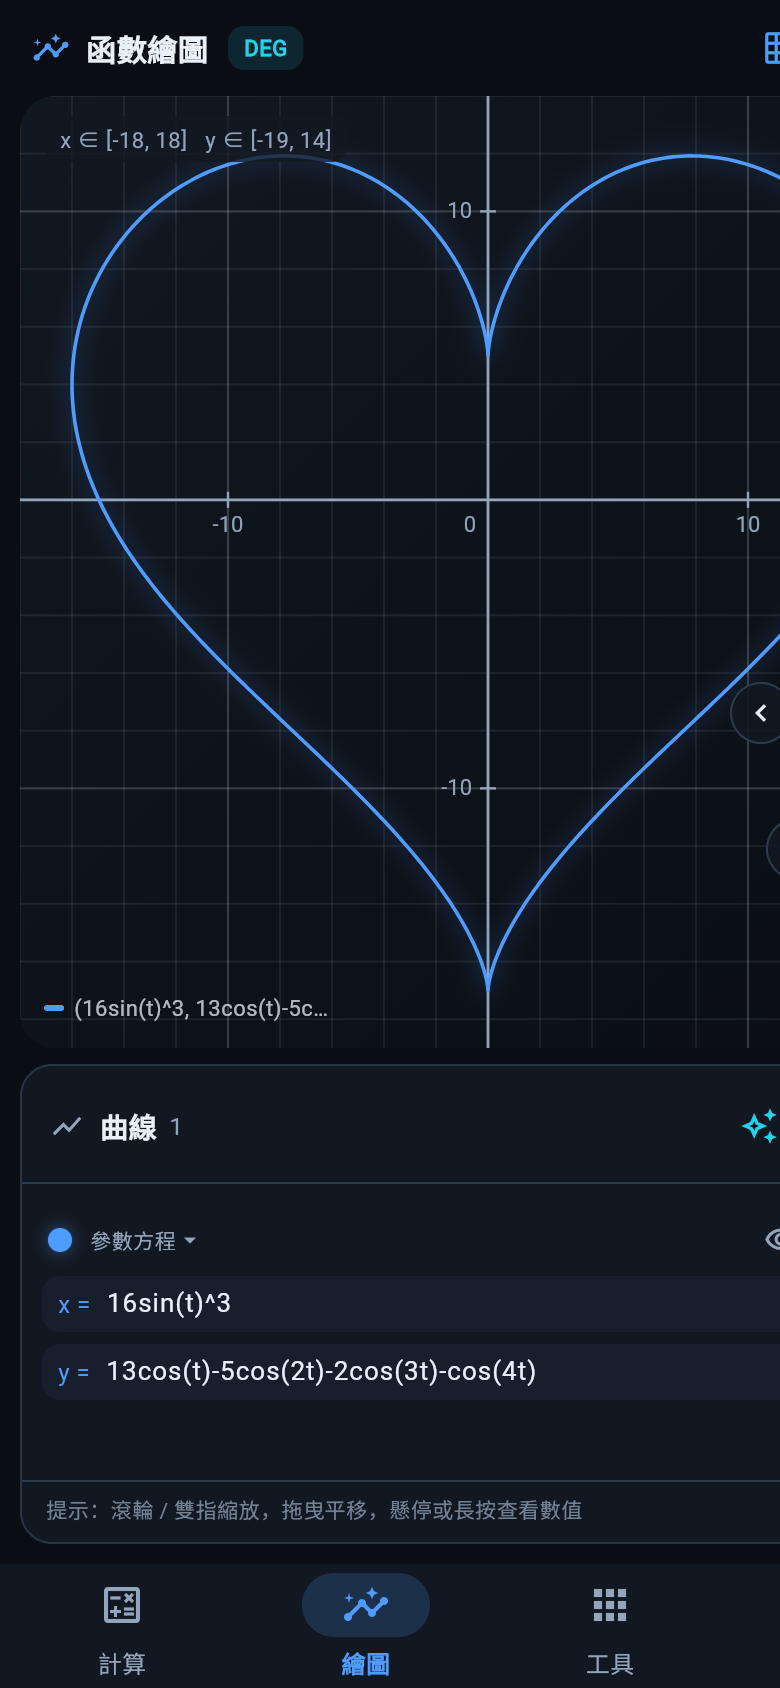 函數繪圖 DEG
x ∈ [-18, 18] y ∈ [-19, 14]
10
-10 0 10
-10
(16sin(t)^3, 13cos(t)-5c...
曲線 1
參數方程
x = 16sin(t)^3
y = 13cos(t)-5cos(2t)-2cos(3t)-cos(4t)
提示：滾輪 / 雙指縮放，拖曳平移，懸停或長按查看數值
計算 繪圖 工具